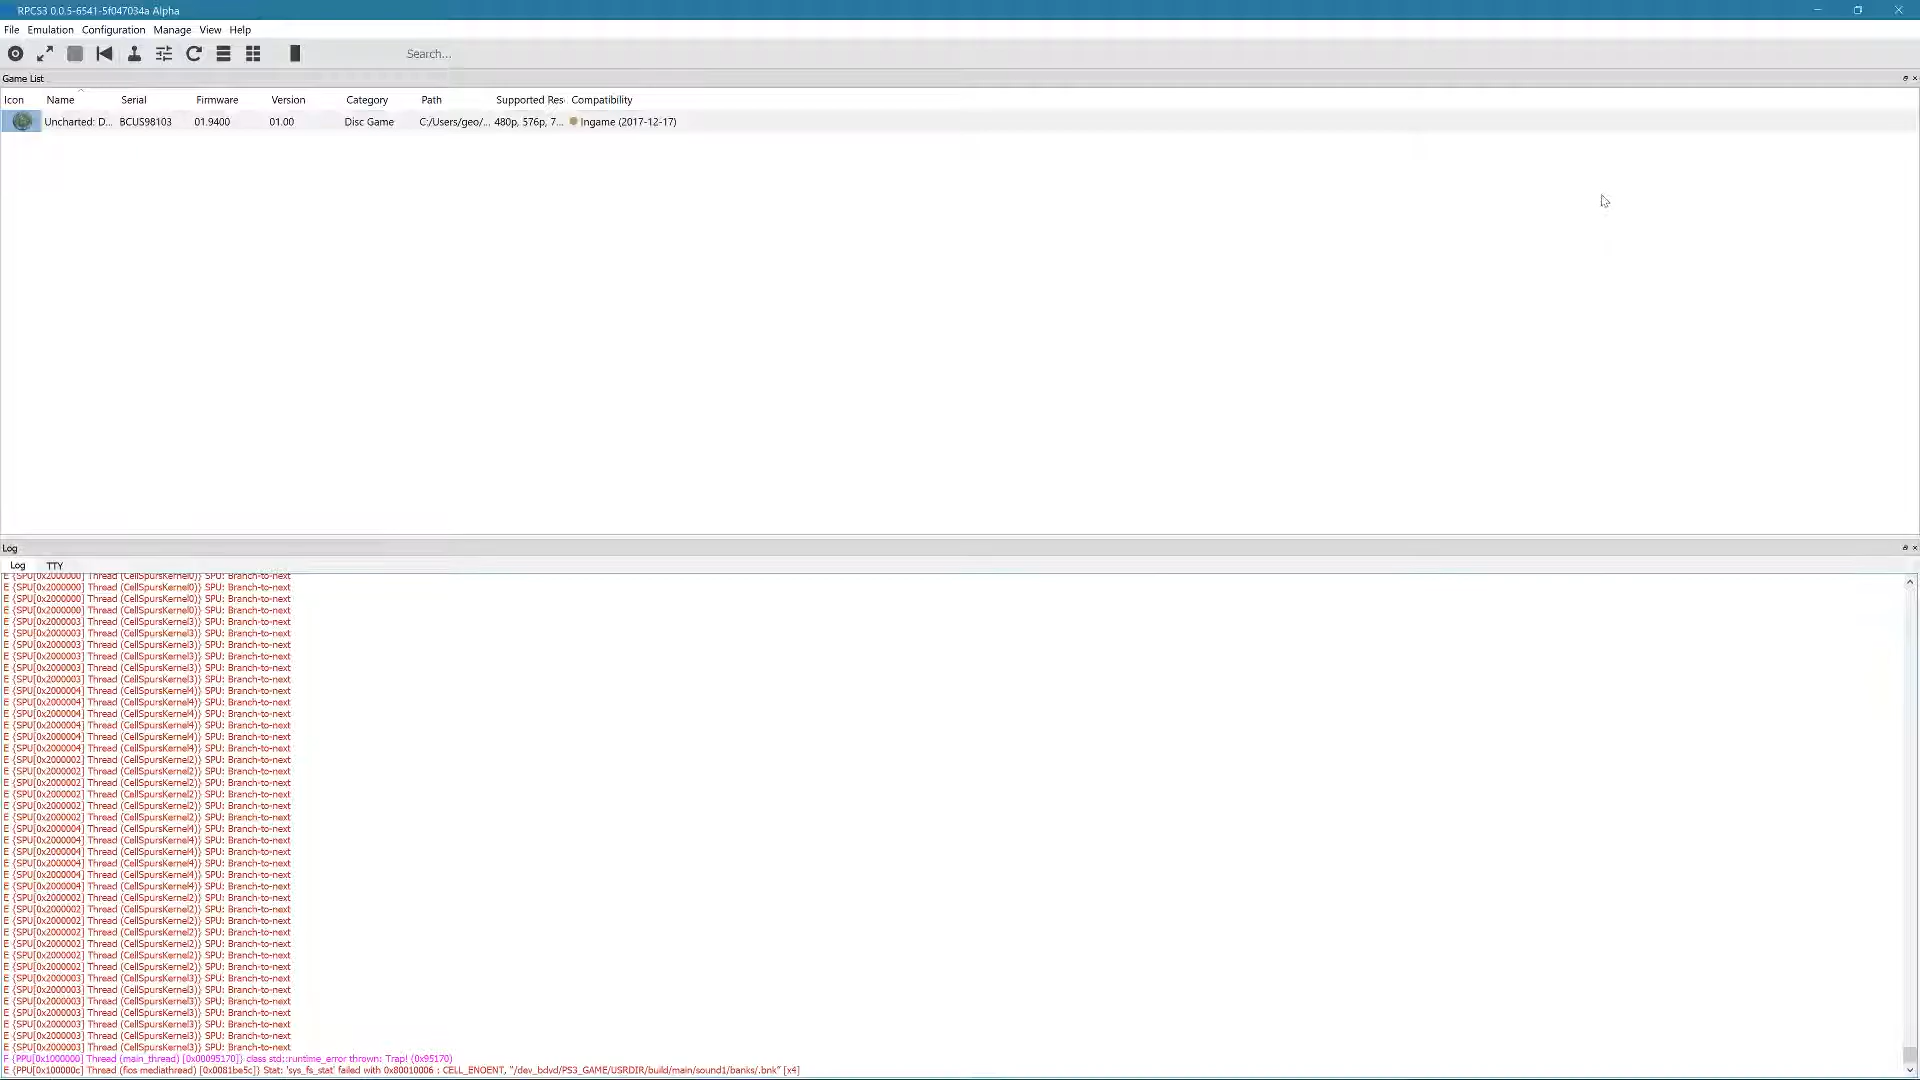 RPCS3 0.0.5-6541-5f047034a Alpha
File Emulation Configuration Manage View Help
Search...
Game List
Icon Name Serial Firmware Version Category Path Supported Res Compatibility
Uncharted: D... BCUS98103 01.9400 01.00 Disc Game C:/Users/geo/... 480p, 576p, 7... Ingame (2017-12-17)
Log
Log TTY
E {SPU[0x2000000] Thread (CellSpursKernel0)} SPU: Branch-to-next
E {SPU[0x2000000] Thread (CellSpursKernel0)} SPU: Branch-to-next
E {SPU[0x2000000] Thread (CellSpursKernel0)} SPU: Branch-to-next
E {SPU[0x2000000] Thread (CellSpursKernel0)} SPU: Branch-to-next
E {SPU[0x2000003] Thread (CellSpursKernel3)} SPU: Branch-to-next
E {SPU[0x2000003] Thread (CellSpursKernel3)} SPU: Branch-to-next
E {SPU[0x2000003] Thread (CellSpursKernel3)} SPU: Branch-to-next
E {SPU[0x2000003] Thread (CellSpursKernel3)} SPU: Branch-to-next
E {SPU[0x2000003] Thread (CellSpursKernel3)} SPU: Branch-to-next
E {SPU[0x2000003] Thread (CellSpursKernel3)} SPU: Branch-to-next
E {SPU[0x2000004] Thread (CellSpursKernel4)} SPU: Branch-to-next
E {SPU[0x2000004] Thread (CellSpursKernel4)} SPU: Branch-to-next
E {SPU[0x2000004] Thread (CellSpursKernel4)} SPU: Branch-to-next
E {SPU[0x2000004] Thread (CellSpursKernel4)} SPU: Branch-to-next
E {SPU[0x2000004] Thread (CellSpursKernel4)} SPU: Branch-to-next
E {SPU[0x2000004] Thread (CellSpursKernel4)} SPU: Branch-to-next
E {SPU[0x2000002] Thread (CellSpursKernel2)} SPU: Branch-to-next
E {SPU[0x2000002] Thread (CellSpursKernel2)} SPU: Branch-to-next
E {SPU[0x2000002] Thread (CellSpursKernel2)} SPU: Branch-to-next
E {SPU[0x2000002] Thread (CellSpursKernel2)} SPU: Branch-to-next
E {SPU[0x2000002] Thread (CellSpursKernel2)} SPU: Branch-to-next
E {SPU[0x2000002] Thread (CellSpursKernel2)} SPU: Branch-to-next
E {SPU[0x2000004] Thread (CellSpursKernel4)} SPU: Branch-to-next
E {SPU[0x2000004] Thread (CellSpursKernel4)} SPU: Branch-to-next
E {SPU[0x2000004] Thread (CellSpursKernel4)} SPU: Branch-to-next
E {SPU[0x2000004] Thread (CellSpursKernel4)} SPU: Branch-to-next
E {SPU[0x2000004] Thread (CellSpursKernel4)} SPU: Branch-to-next
E {SPU[0x2000004] Thread (CellSpursKernel4)} SPU: Branch-to-next
E {SPU[0x2000002] Thread (CellSpursKernel2)} SPU: Branch-to-next
E {SPU[0x2000002] Thread (CellSpursKernel2)} SPU: Branch-to-next
E {SPU[0x2000002] Thread (CellSpursKernel2)} SPU: Branch-to-next
E {SPU[0x2000002] Thread (CellSpursKernel2)} SPU: Branch-to-next
E {SPU[0x2000002] Thread (CellSpursKernel2)} SPU: Branch-to-next
E {SPU[0x2000002] Thread (CellSpursKernel2)} SPU: Branch-to-next
E {SPU[0x2000002] Thread (CellSpursKernel2)} SPU: Branch-to-next
E {SPU[0x2000003] Thread (CellSpursKernel3)} SPU: Branch-to-next
E {SPU[0x2000003] Thread (CellSpursKernel3)} SPU: Branch-to-next
E {SPU[0x2000003] Thread (CellSpursKernel3)} SPU: Branch-to-next
E {SPU[0x2000003] Thread (CellSpursKernel3)} SPU: Branch-to-next
E {SPU[0x2000003] Thread (CellSpursKernel3)} SPU: Branch-to-next
E {SPU[0x2000003] Thread (CellSpursKernel3)} SPU: Branch-to-next
E {SPU[0x2000003] Thread (CellSpursKernel3)} SPU: Branch-to-next
F {PPU[0x1000000] Thread (main_thread) [0x00095170]} class std::runtime_error thrown: Trap! (0x95170)
E {PPU[0x100000c] Thread (fios mediathread) [0x0081be5c]} Stat: 'sys_fs_stat' failed with 0x80010006 : CELL_ENOENT, "/dev_bdvd/PS3_GAME/USRDIR/build/main/sound1/banks/.bnk" [x4]